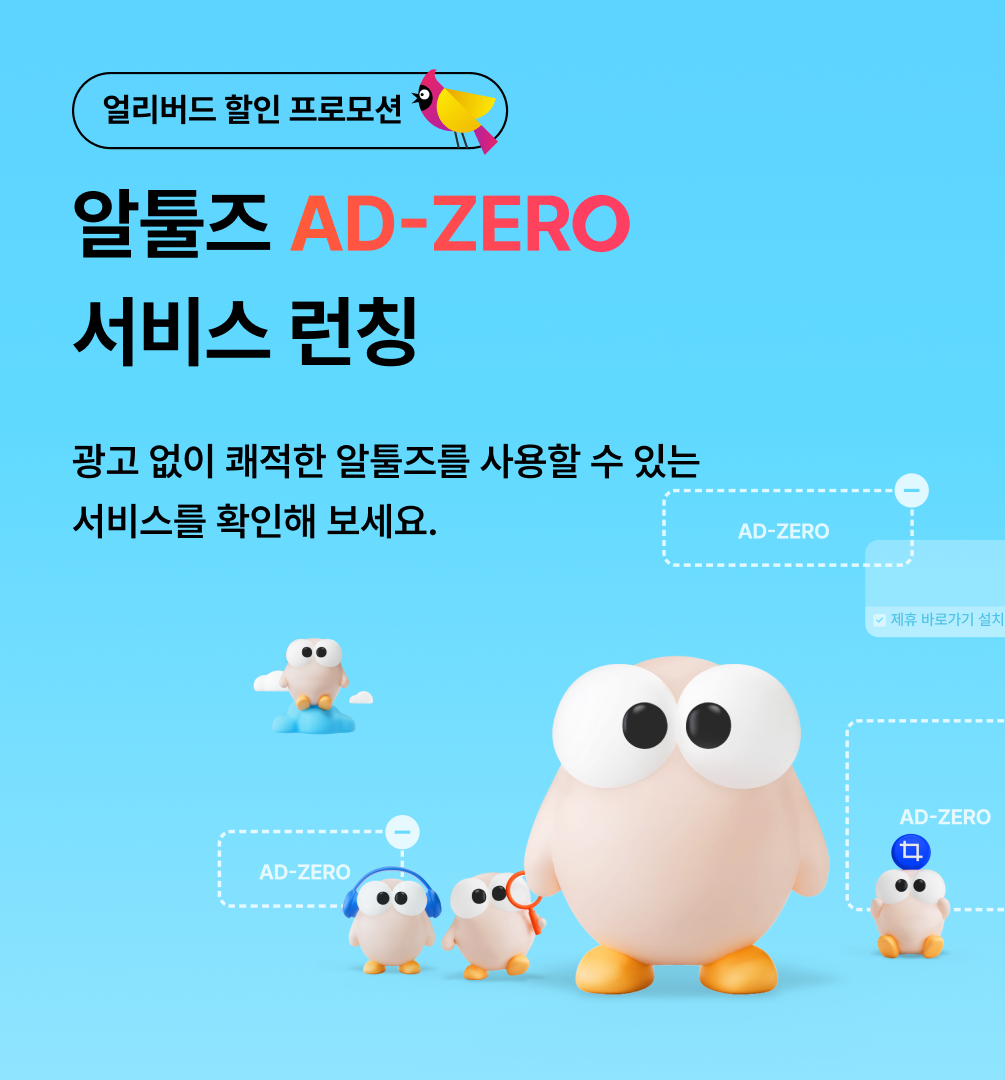 얼리버드 할인 프로모션
알툴즈 AD-ZERO
서비스 런칭
광고 없이 쾌적한 알툴즈를 사용할 수 있는
서비스를 확인해 보세요.
AD-ZERO
제휴 바로가기 설치
AD-ZERO
AD-ZERO